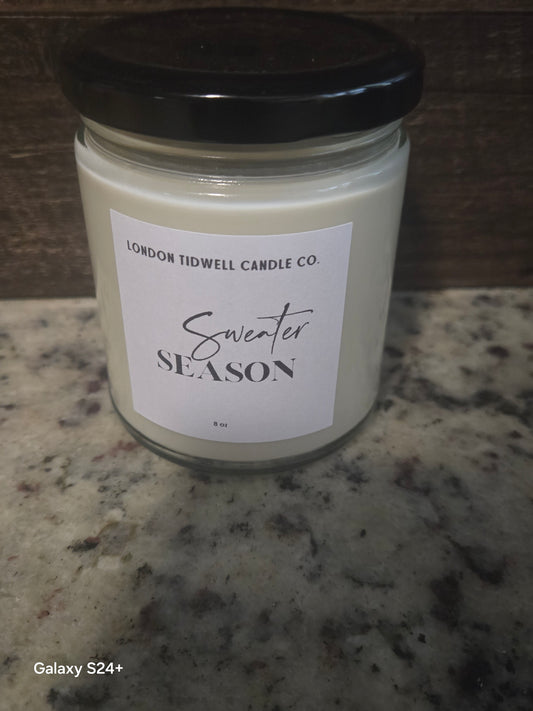 LONDON TIDWELL CANDLE CO.
Sweater
SEASON
8 oz
Galaxy S24+